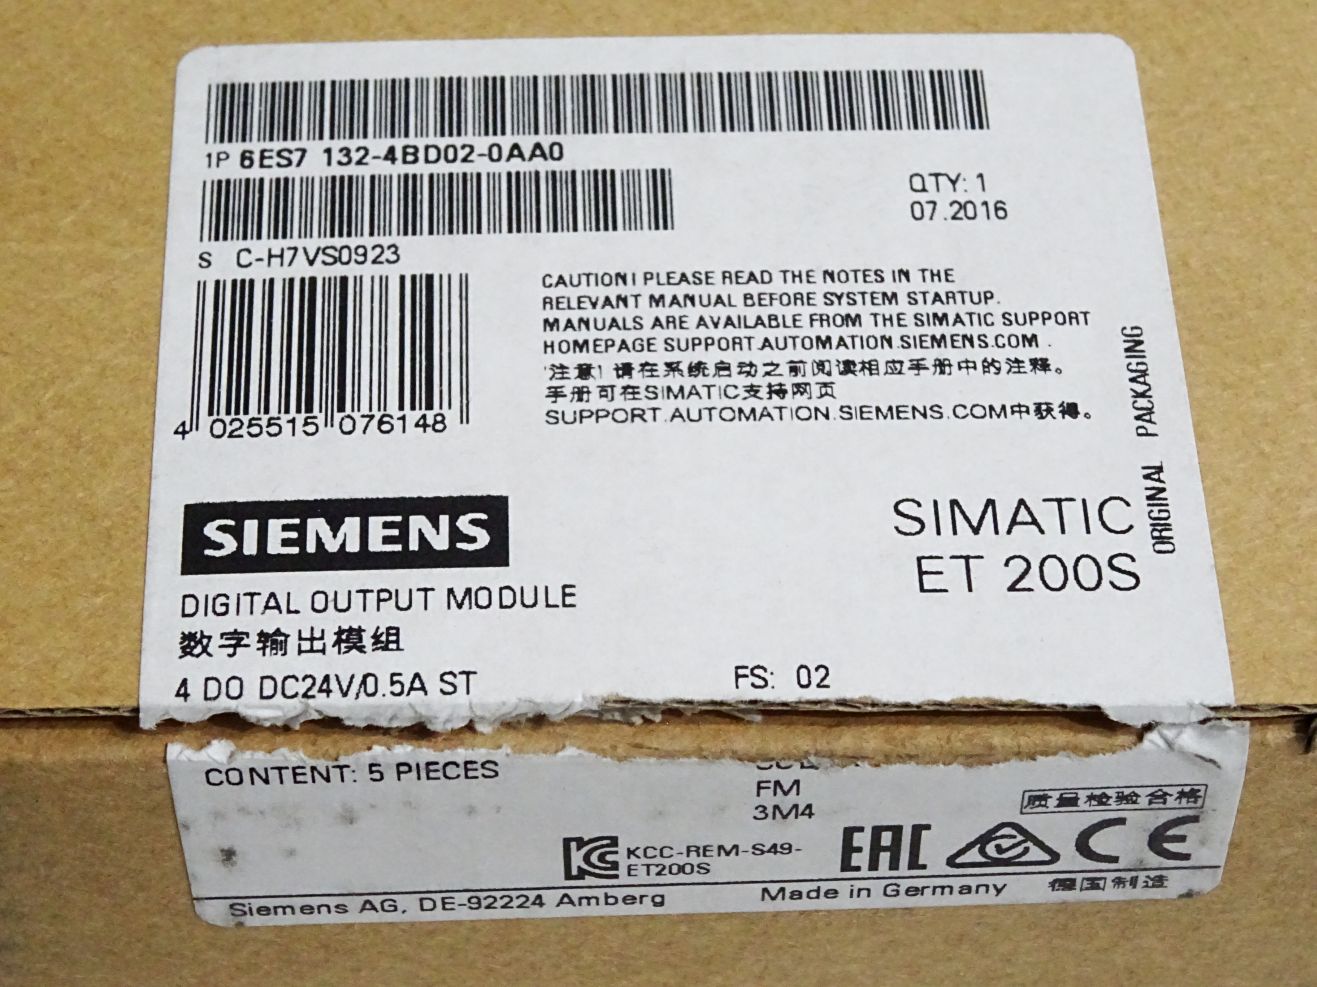 1P 6ES7 132-4BD02-0AA0
QTY: 1
07.2016
S C-H7VS0923
CAUTION! PLEASE READ THE NOTES IN THE
RELEVANT MANUAL BEFORE SYSTEM STARTUP.
MANUALS ARE AVAILABLE FROM THE SIMATIC SUPPORT
HOMEPAGE SUPPORT.AUTOMATION.SIEMENS.COM.
注意! 请在系统启动之前阅读相应手册中的注释。
手册可在SIMATIC支持网页
SUPPORT.AUTOMATION.SIEMENS.COM中获得。
4 025515 076148
ORIGINAL PACKAGING
SIEMENS
SIMATIC
ET 200S
DIGITAL OUTPUT MODULE
数字输出模组
4 DO DC24V/0.5A ST
FS: 02
CONTENT: 5 PIECES
FM
3M4
质量检验合格
KCC-REM-S49-
ET200S
EAC
CE
Siemens AG, DE-92224 Amberg
Made in Germany
德国制造